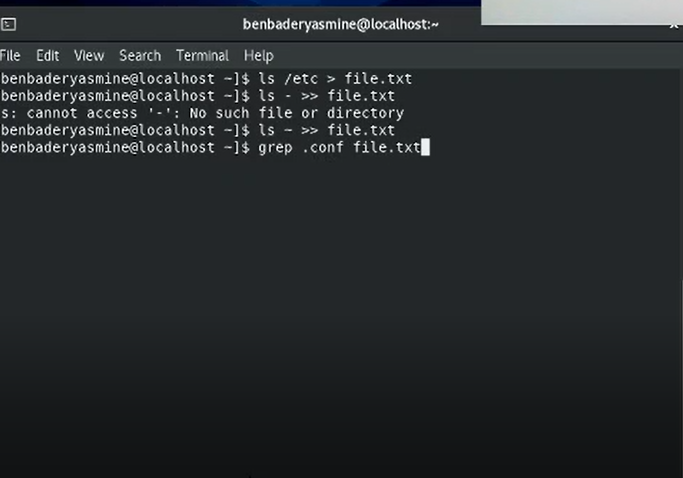 benbaderyasmine@localhost:~
File Edit View Search Terminal Help
benbaderyasmine@localhost ~]$ ls /etc > file.txt
benbaderyasmine@localhost ~]$ ls - >> file.txt
s: cannot access '-': No such file or directory
benbaderyasmine@localhost ~]$ ls ~ >> file.txt
benbaderyasmine@localhost ~]$ grep .conf file.txt